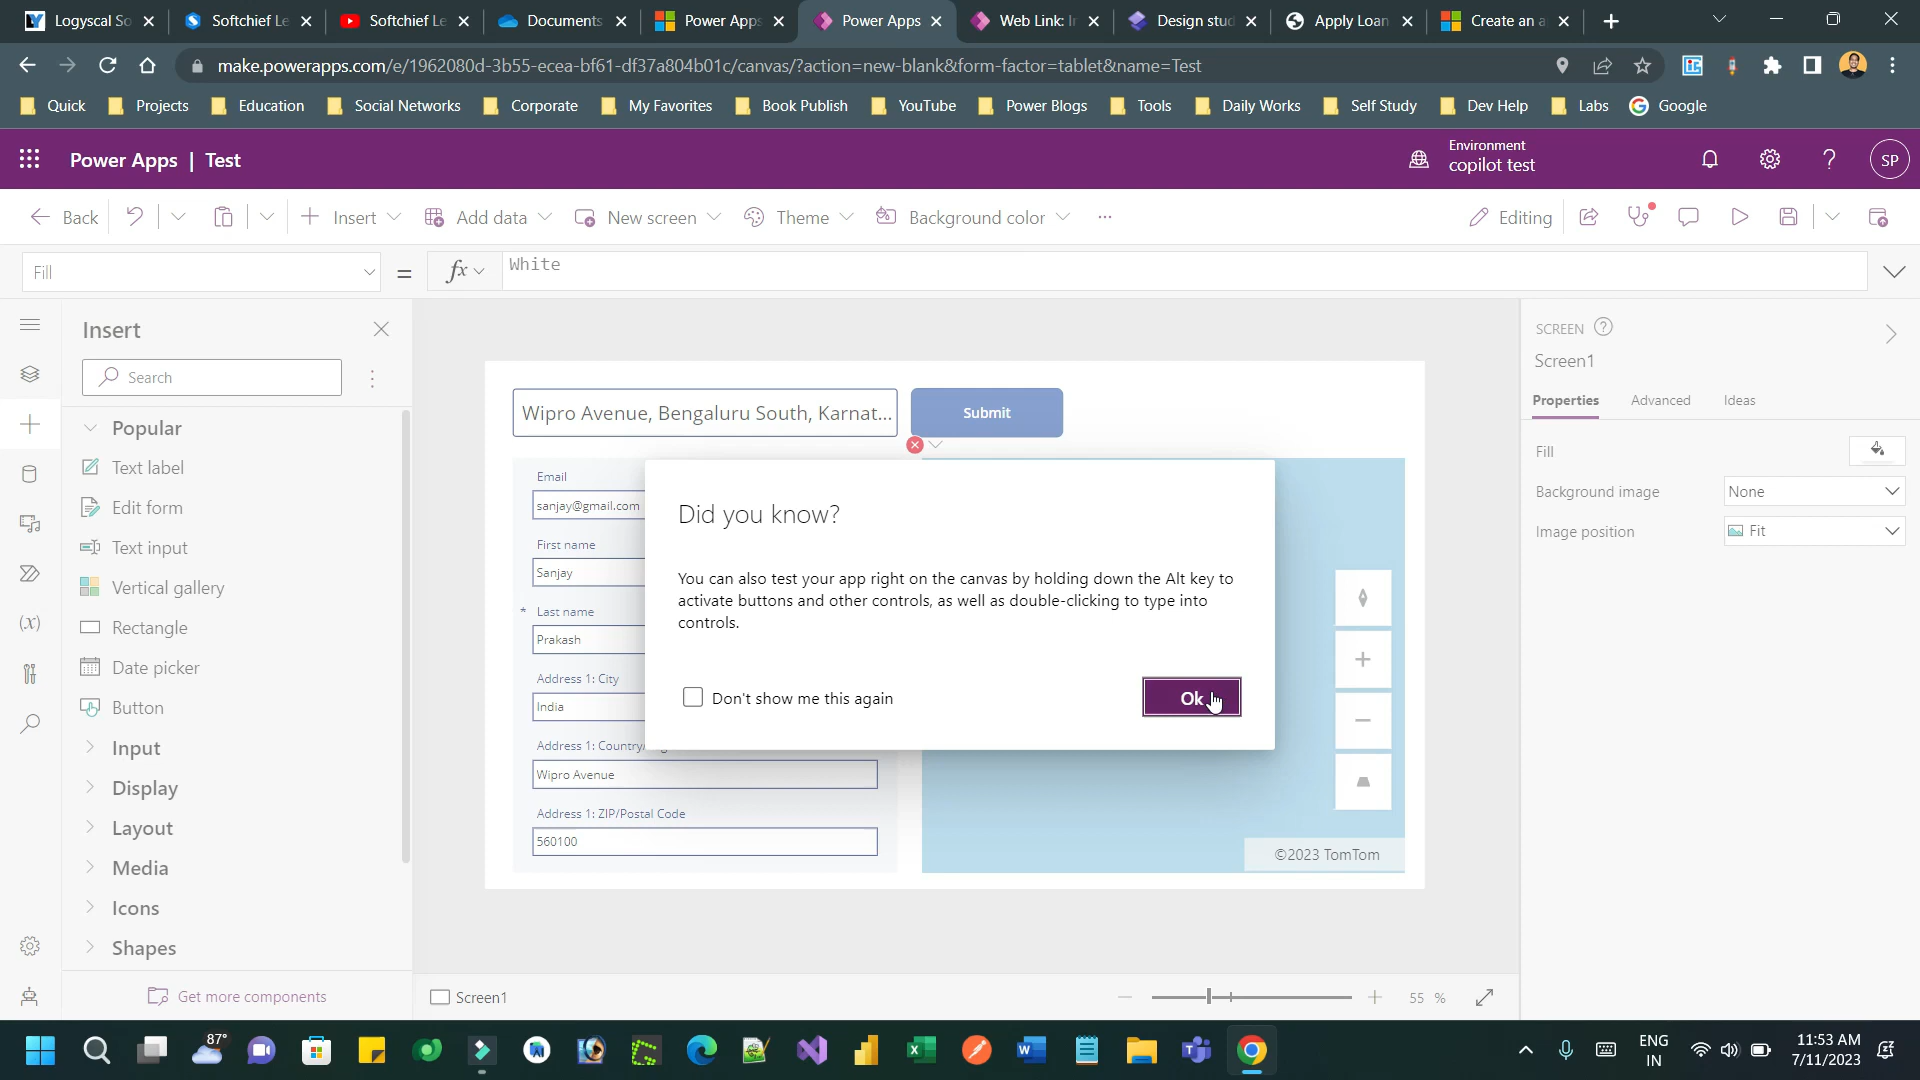 Logyscal So
Softchief Le
Softchief Le
Documents
Power Apps
Power Apps
Web Link: I
Design stud
Apply Loan
Create an a
make.powerapps.com/e/1962080d-3b55-ecea-bf61-df37a804b01c/canvas/?action=new-blank&form-factor=tablet&name=Test
Quick
Projects
Education
Social Networks
Corporate
My Favorites
Book Publish
YouTube
Power Blogs
Tools
Daily Works
Self Study
Dev Help
Labs
Google
Power Apps | Test
Environment
copilot test
SP
Back
Insert
Add data
New screen
Theme
Background color
Editing
Fill
=
fx
White
Insert
Search
Popular
Text label
Edit form
Text input
Vertical gallery
Rectangle
Date picker
Button
Input
Display
Layout
Media
Icons
Shapes
Get more components
Wipro Avenue, Bengaluru South, Karnat...
Submit
Email
sanjay@gmail.com
First name
Sanjay
* Last name
Prakash
Address 1: City
India
Address 1: Country
Wipro Avenue
Address 1: ZIP/Postal Code
560100
©2023 TomTom
Did you know?
You can also test your app right on the canvas by holding down the Alt key to
activate buttons and other controls, as well as double-clicking to type into
controls.
Don't show me this again
Ok
SCREEN
Screen1
Properties
Advanced
Ideas
Fill
Background image
None
Image position
Fit
Screen1
55 %
87°
ENG
IN
11:53 AM
7/11/2023